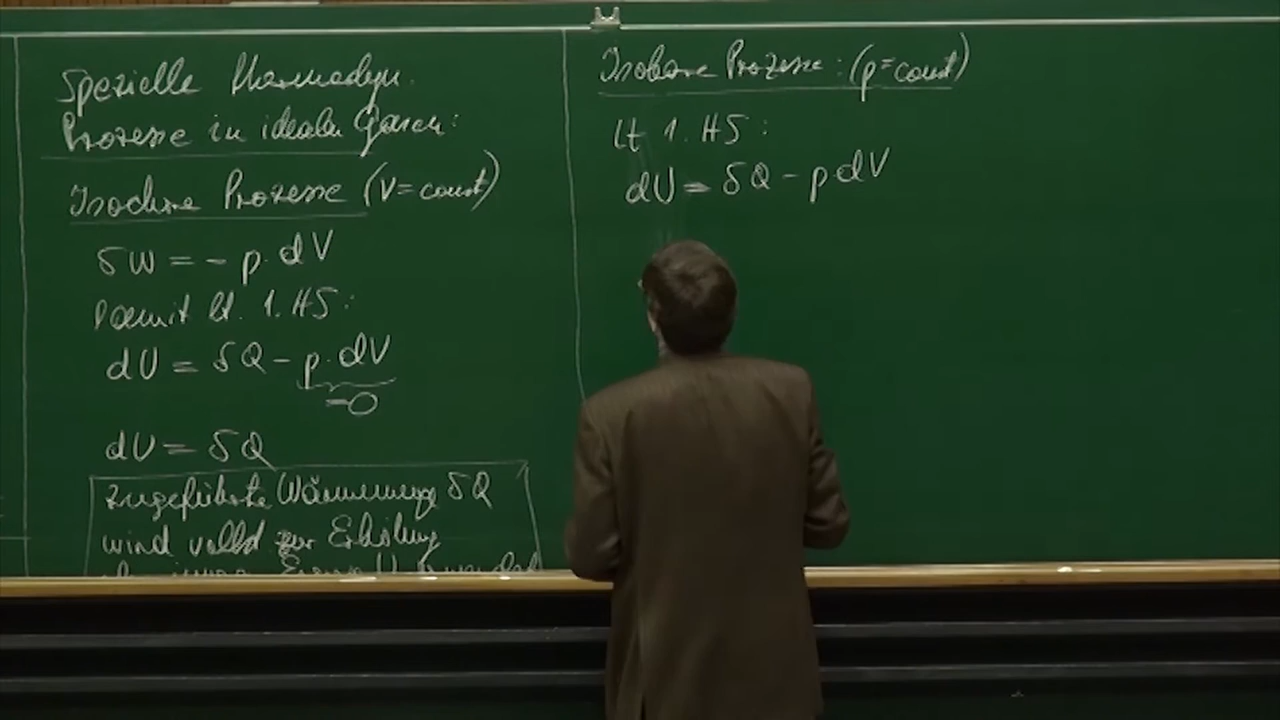 Spezielle thermodyn.
Prozesse in idealen Gasen:
Isochore Prozesse (V=const)
δW = - p · dV
Damit lt. 1. HS:
dU = δQ - p · dV
=0
dU = δQ
zugeführte Wärmemenge δQ
wird vollst zur Erhöhung
Isobare Prozesse : (p=const)
Lt 1. HS :
dU = δQ - p dV